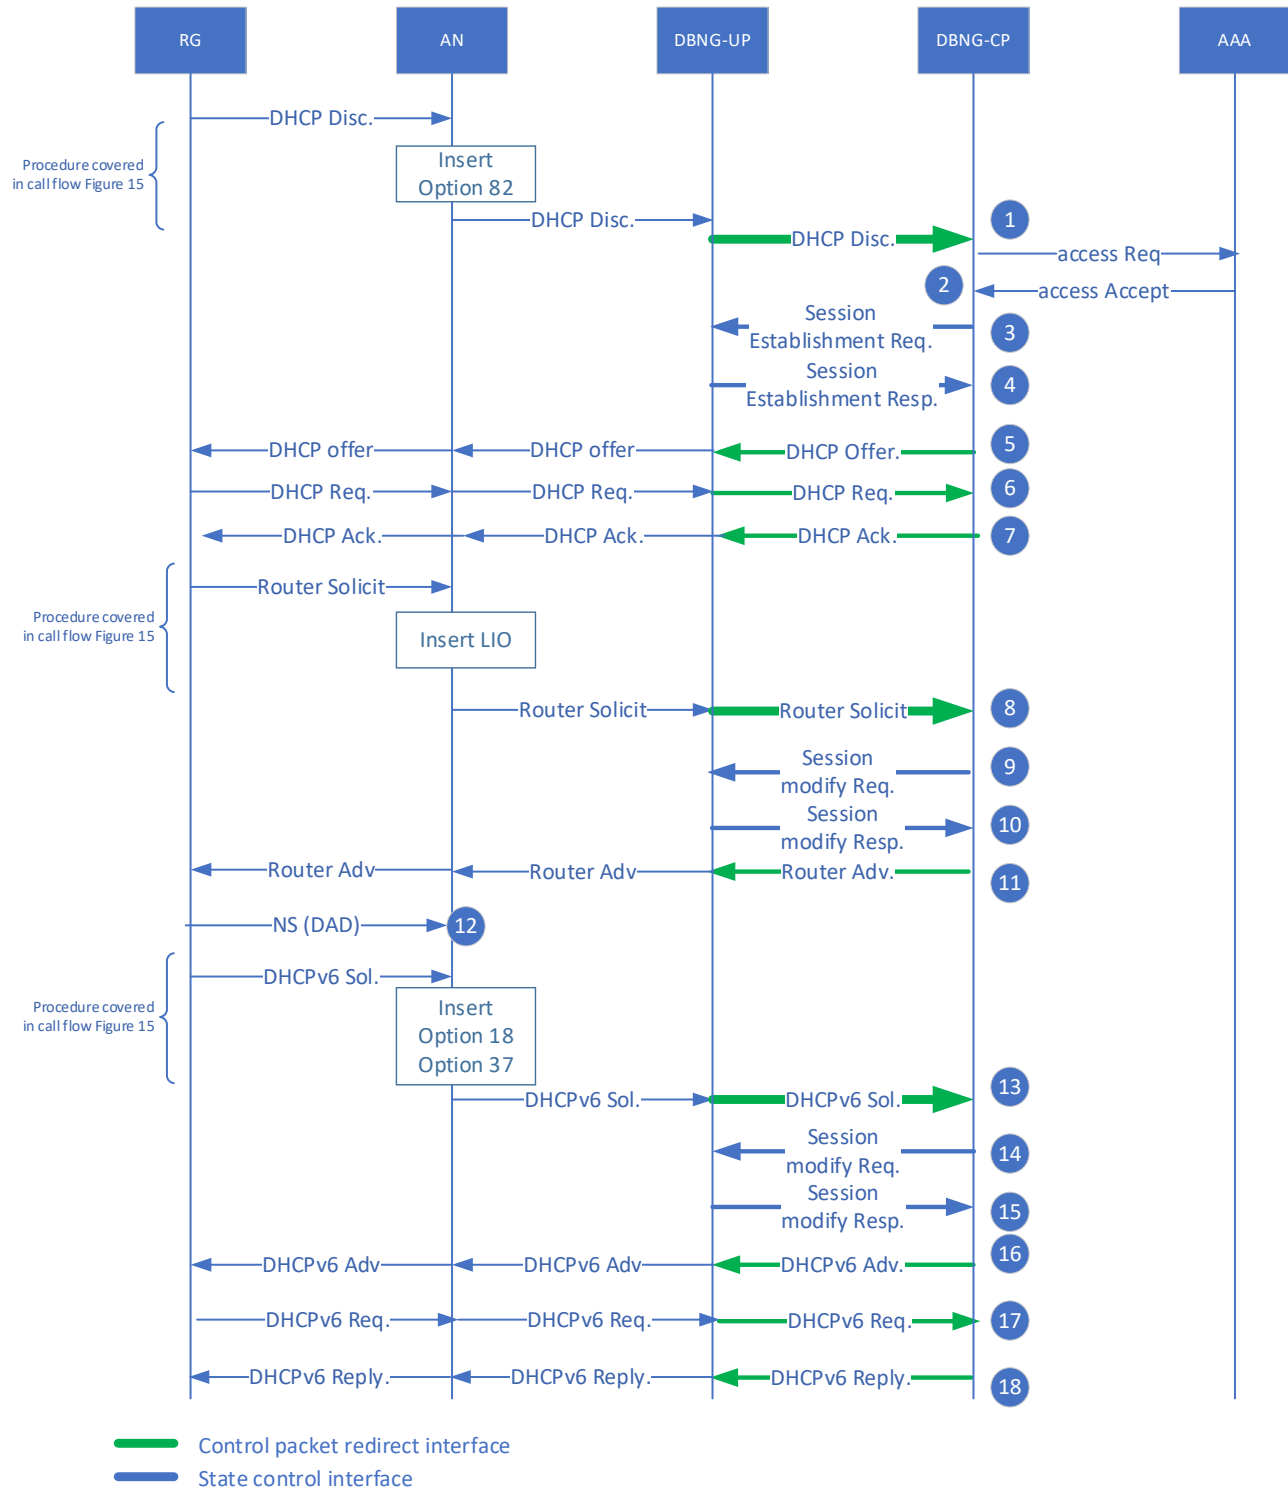 RG
AN
DBNG-UP
DBNG-CP
AAA
DHCP Disc.
Procedure covered
in call flow Figure 15
Insert
Option 82
DHCP Disc.
DHCP Disc.
1
access Req
2
access Accept
Session
Establishment Req.
3
Session
Establishment Resp.
4
DHCP offer
DHCP offer
DHCP Offer.
5
DHCP Req.
DHCP Req.
DHCP Req.
6
DHCP Ack.
DHCP Ack.
DHCP Ack.
7
Router Solicit
Procedure covered
in call flow Figure 15
Insert LIO
Router Solicit
Router Solicit
8
Session
modify Req.
9
Session
modify Resp.
10
Router Adv
Router Adv
Router Adv.
11
NS (DAD)
12
DHCPv6 Sol.
Procedure covered
in call flow Figure 15
Insert
Option 18
Option 37
DHCPv6 Sol.
DHCPv6 Sol.
13
Session
modify Req.
14
Session
modify Resp.
15
DHCPv6 Adv
DHCPv6 Adv
DHCPv6 Adv.
16
DHCPv6 Req.
DHCPv6 Req.
DHCPv6 Req.
17
DHCPv6 Reply.
DHCPv6 Reply.
DHCPv6 Reply.
18
Control packet redirect interface
State control interface